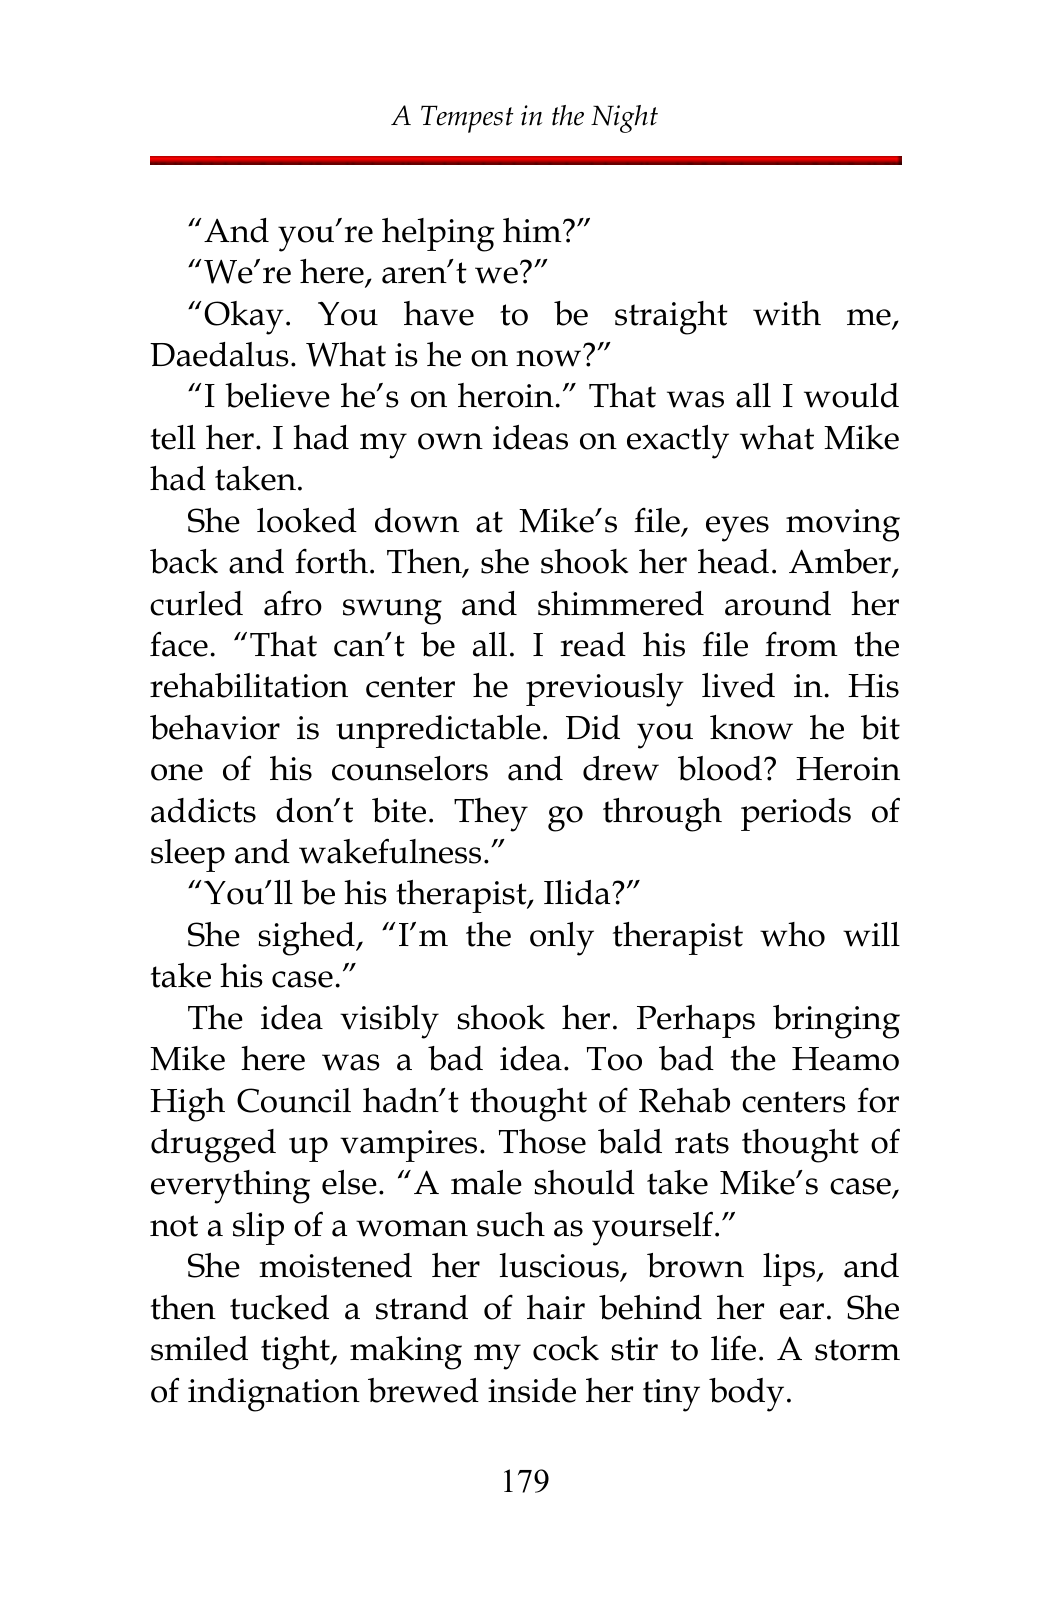 A Tempest in the Night
“And you’re helping him?”
“We’re here, aren’t we?”
“Okay. You have to be straight with me,
Daedalus. What is he on now?”
“I believe he’s on heroin.” That was all I would
tell her. I had my own ideas on exactly what Mike
had taken.
She looked down at Mike’s file, eyes moving
back and forth. Then, she shook her head. Amber,
curled afro swung and shimmered around her
face. “That can’t be all. I read his file from the
rehabilitation center he previously lived in. His
behavior is unpredictable. Did you know he bit
one of his counselors and drew blood? Heroin
addicts don’t bite. They go through periods of
sleep and wakefulness.”
“You’ll be his therapist, Ilida?”
She sighed, “I’m the only therapist who will
take his case.”
The idea visibly shook her. Perhaps bringing
Mike here was a bad idea. Too bad the Heamo
High Council hadn’t thought of Rehab centers for
drugged up vampires. Those bald rats thought of
everything else. “A male should take Mike’s case,
not a slip of a woman such as yourself.”
She moistened her luscious, brown lips, and
then tucked a strand of hair behind her ear. She
smiled tight, making my cock stir to life. A storm
of indignation brewed inside her tiny body.
179